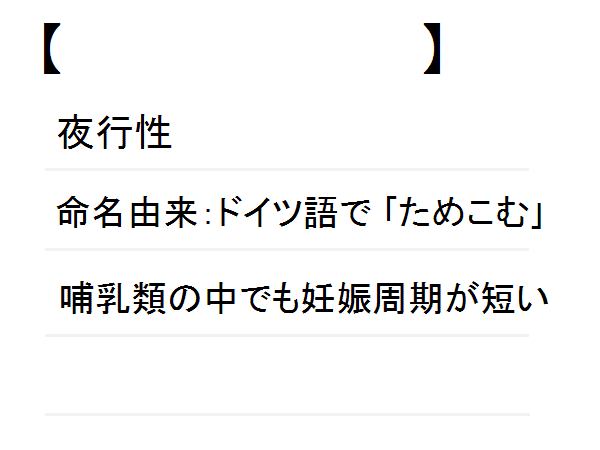 【　　　　　　　　　】
夜行性
命名由来：ドイツ語で「ためこむ」
哺乳類の中でも妊娠周期が短い